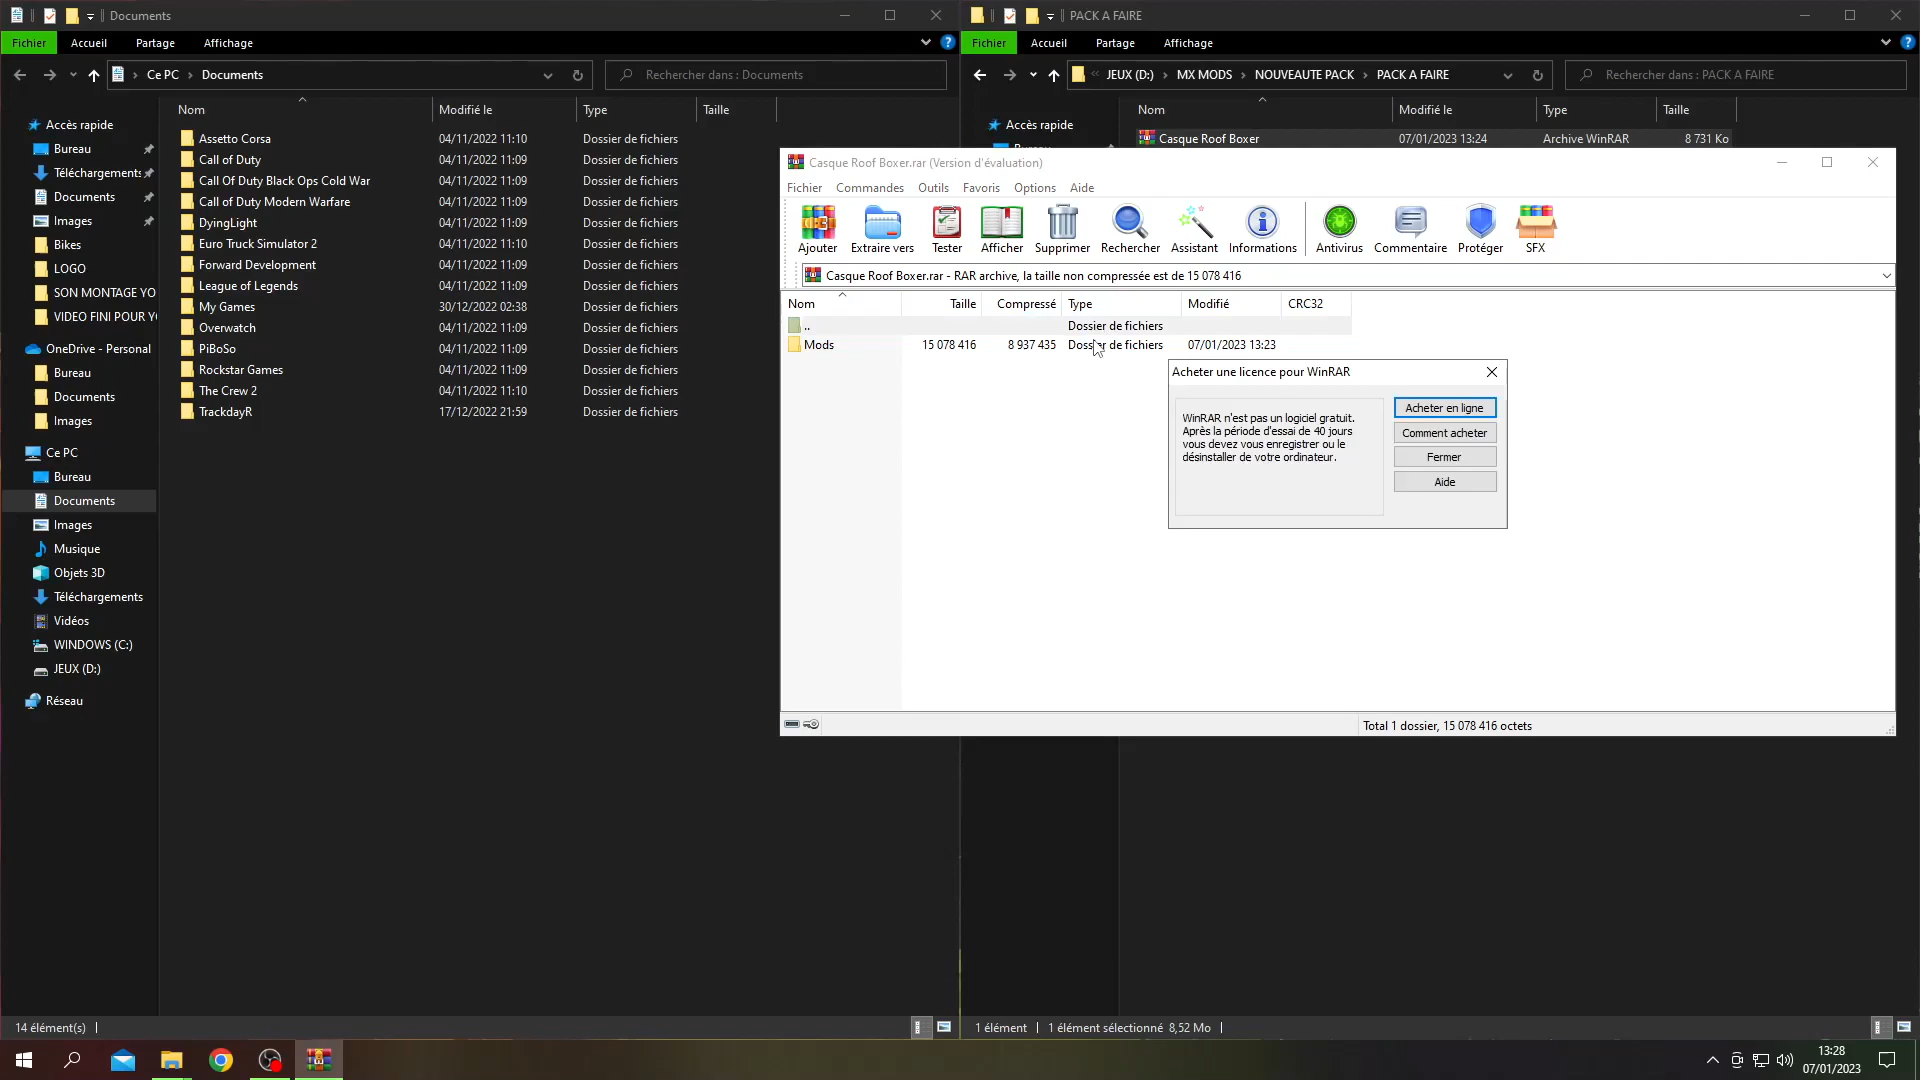 Documents
Fichier Accueil Partage Affichage
Ce PC > Documents
Rechercher dans : Documents
Nom Modifié le Type Taille
Accès rapide
Bureau
Téléchargements
Documents
Images
Bikes
LOGO
SON MONTAGE YO
VIDEO FINI POUR Y
OneDrive - Personal
Bureau
Documents
Images
Ce PC
Bureau
Documents
Images
Musique
Objets 3D
Téléchargements
Vidéos
WINDOWS (C:)
JEUX (D:)
Réseau
Assetto Corsa 04/11/2022 11:10 Dossier de fichiers
Call of Duty 04/11/2022 11:09 Dossier de fichiers
Call Of Duty Black Ops Cold War 04/11/2022 11:09 Dossier de fichiers
Call of Duty Modern Warfare 04/11/2022 11:09 Dossier de fichiers
DyingLight 04/11/2022 11:09 Dossier de fichiers
Euro Truck Simulator 2 04/11/2022 11:10 Dossier de fichiers
Forward Development 04/11/2022 11:09 Dossier de fichiers
League of Legends 04/11/2022 11:09 Dossier de fichiers
My Games 30/12/2022 02:38 Dossier de fichiers
Overwatch 04/11/2022 11:09 Dossier de fichiers
PiBoSo 04/11/2022 11:09 Dossier de fichiers
Rockstar Games 04/11/2022 11:09 Dossier de fichiers
The Crew 2 04/11/2022 11:10 Dossier de fichiers
TrackdayR 17/12/2022 21:59 Dossier de fichiers
14 élément(s)
PACK A FAIRE
Fichier Accueil Partage Affichage
JEUX (D:) > MX MODS > NOUVEAUTE PACK > PACK A FAIRE
Rechercher dans : PACK A FAIRE
Nom Modifié le Type Taille
Accès rapide
Casque Roof Boxer 07/01/2023 13:24 Archive WinRAR 8 731 Ko
Casque Roof Boxer.rar (Version d'évaluation)
Fichier Commandes Outils Favoris Options Aide
Ajouter Extraire vers Tester Afficher Supprimer Rechercher Assistant Informations Antivirus Commentaire Protéger SFX
Casque Roof Boxer.rar - RAR archive, la taille non compressée est de 15 078 416
Nom Taille Compressé Type Modifié CRC32
.. Dossier de fichiers
Mods 15 078 416 8 937 435 Dossier de fichiers 07/01/2023 13:23
Acheter une licence pour WinRAR
WinRAR n'est pas un logiciel gratuit.
Après la période d'essai de 40 jours
vous devez vous enregistrer ou le
désinstaller de votre ordinateur.
Acheter en ligne
Comment acheter
Fermer
Aide
Total 1 dossier, 15 078 416 octets
1 élément 1 élément sélectionné 8,52 Mo
13:28
07/01/2023